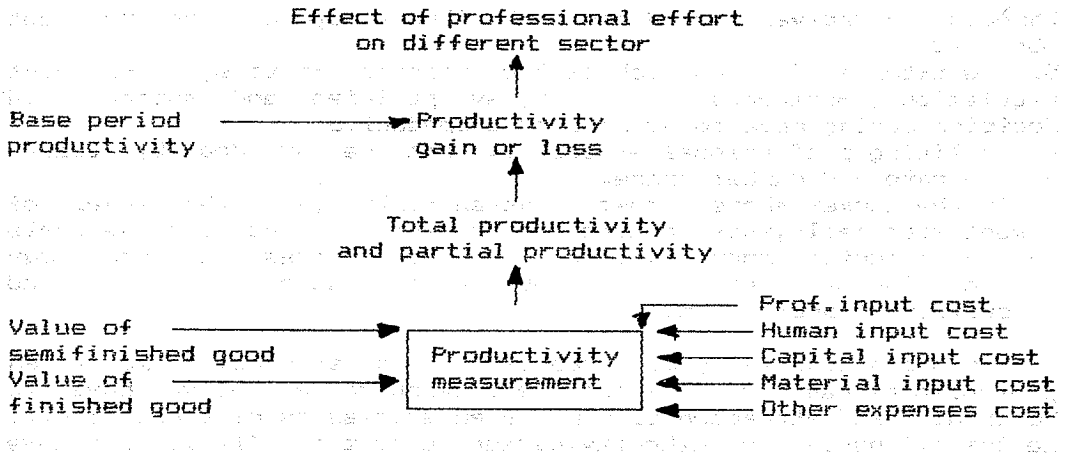 Effect of professional effort
on different sector
Base period
productivity
Productivity
gain or loss
Total productivity
and partial productivity
Value of
semifinished good
Value of
finished good
Productivity
measurement
Prof.input cost
Human input cost
Capital input cost
Material input cost
Other expenses cost